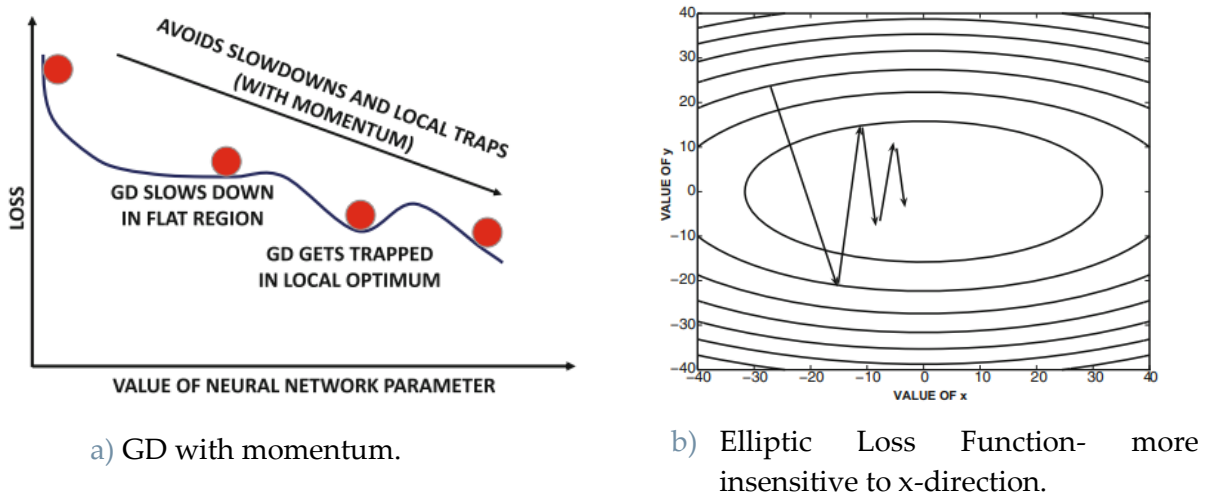 AVOIDS SLOWDOWNS AND LOCAL TRAPS
(WITH MOMENTUM)
GD SLOWS DOWN
IN FLAT REGION
GD GETS TRAPPED
IN LOCAL OPTIMUM
LOSS
VALUE OF NEURAL NETWORK PARAMETER
a) GD with momentum.
40
30
20
10
0
−10
−20
−30
−40
VALUE OF y
−40 −30 −20 −10 0 10 20 30 40
VALUE OF x
b) Elliptic Loss Function- more
insensitive to x-direction.